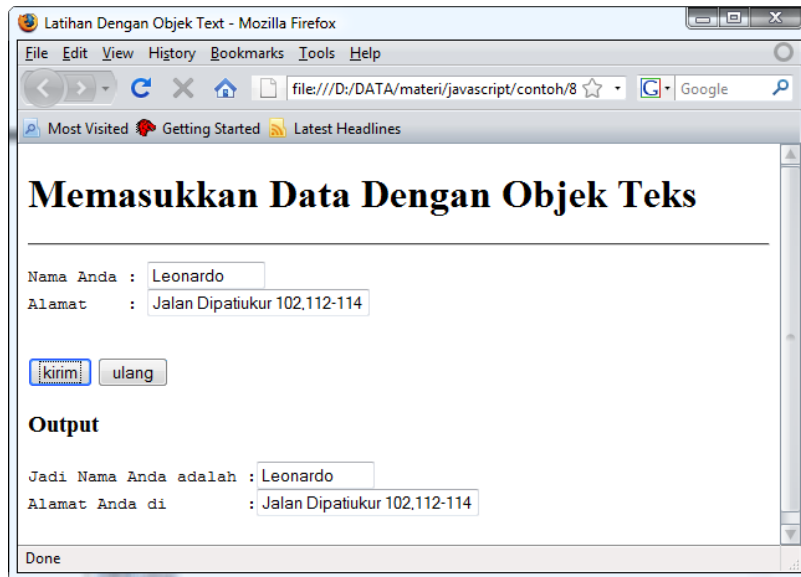 Latihan Dengan Objek Text - Mozilla Firefox
File Edit View History Bookmarks Tools Help
file:///D:/DATA/materi/javascript/contoh/8 G Google
Most Visited Getting Started Latest Headlines
Memasukkan Data Dengan Objek Teks
Nama Anda : Leonardo
Alamat : Jalan Dipatiukur 102,112-114
kirim ulang
Output
Jadi Nama Anda adalah : Leonardo
Alamat Anda di : Jalan Dipatiukur 102,112-114
Done